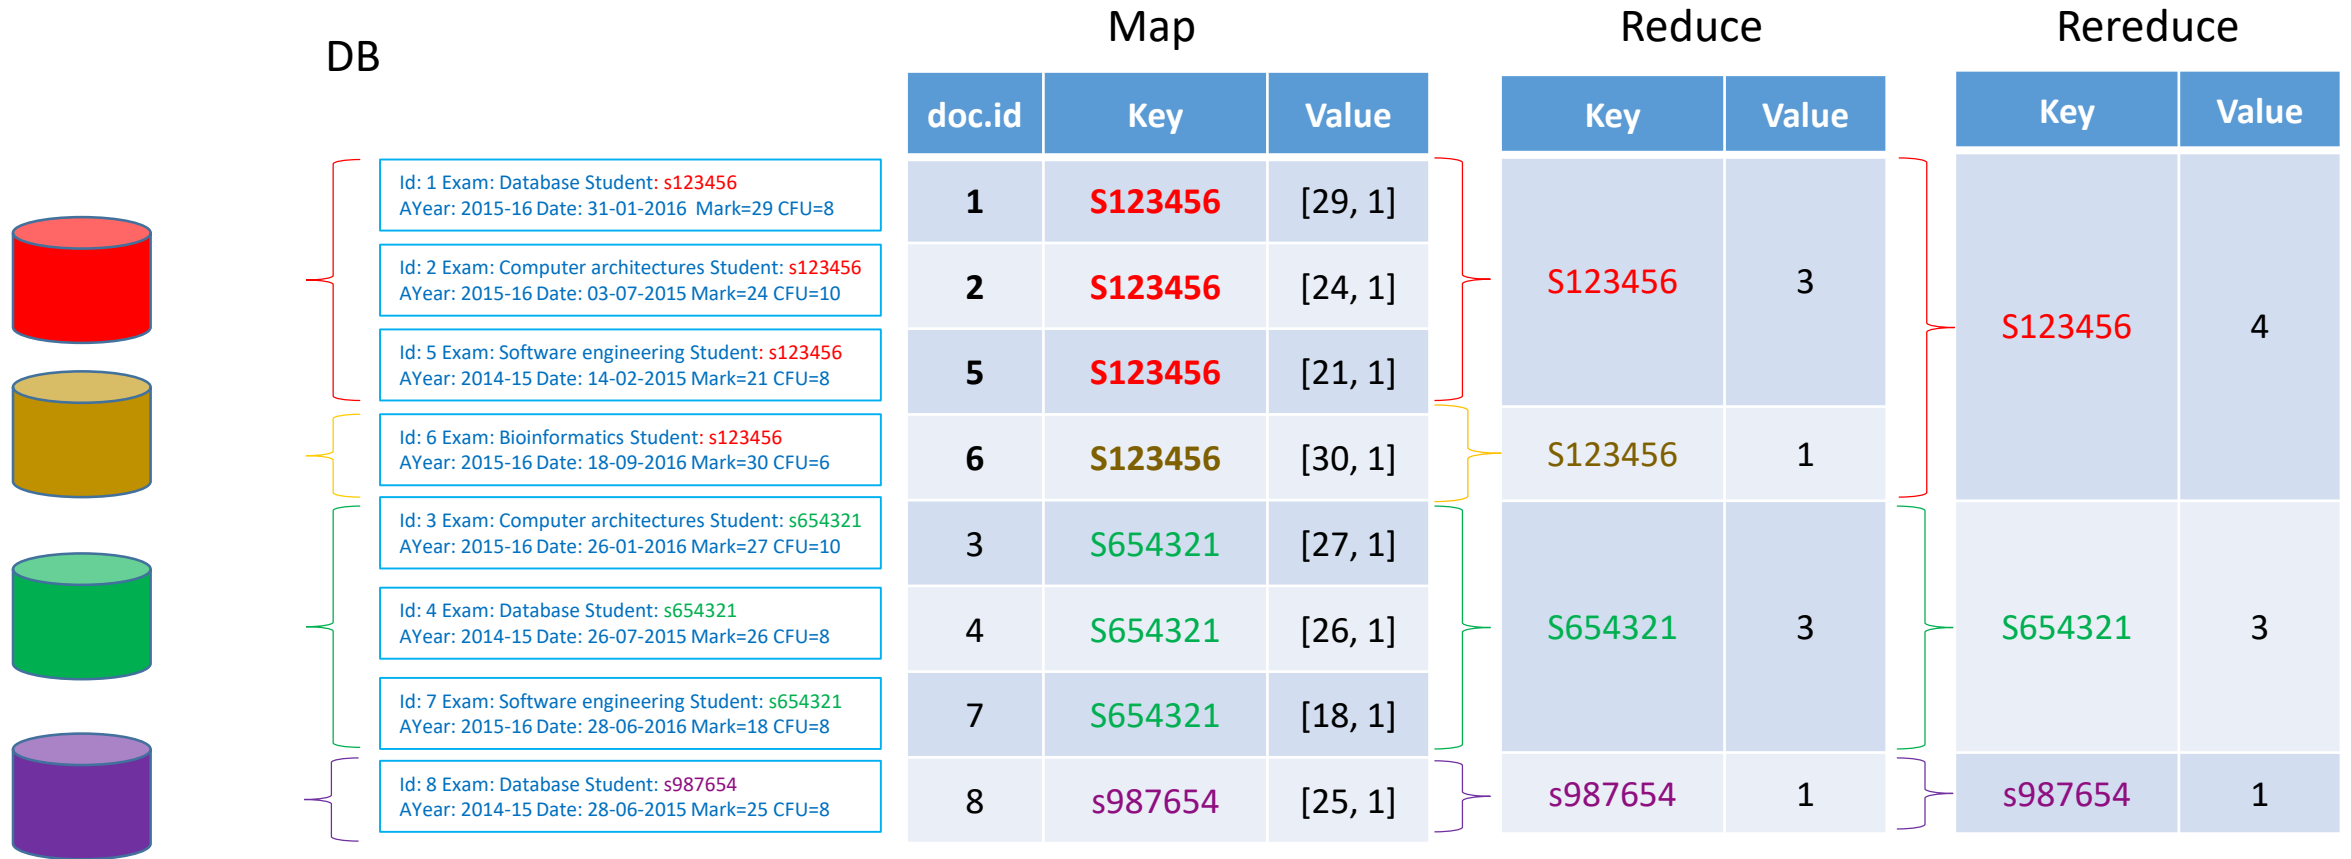 DB
Map
Reduce
Rereduce
Id: 1 Exam: Database Student: s123456
AYear: 2015-16 Date: 31-01-2016 Mark=29 CFU=8
Id: 2 Exam: Computer architectures Student: s123456
AYear: 2015-16 Date: 03-07-2015 Mark=24 CFU=10
Id: 5 Exam: Software engineering Student: s123456
AYear: 2014-15 Date: 14-02-2015 Mark=21 CFU=8
Id: 6 Exam: Bioinformatics Student: s123456
AYear: 2015-16 Date: 18-09-2016 Mark=30 CFU=6
Id: 3 Exam: Computer architectures Student: s654321
AYear: 2015-16 Date: 26-01-2016 Mark=27 CFU=10
Id: 4 Exam: Database Student: s654321
AYear: 2014-15 Date: 26-07-2015 Mark=26 CFU=8
Id: 7 Exam: Software engineering Student: s654321
AYear: 2015-16 Date: 28-06-2016 Mark=18 CFU=8
Id: 8 Exam: Database Student: s987654
AYear: 2014-15 Date: 28-06-2015 Mark=25 CFU=8
doc.id Key Value
1 S123456 [29, 1]
2 S123456 [24, 1]
5 S123456 [21, 1]
6 S123456 [30, 1]
3 S654321 [27, 1]
4 S654321 [26, 1]
7 S654321 [18, 1]
8 s987654 [25, 1]
Key Value
S123456 3
S123456 1
S654321 3
s987654 1
Key Value
S123456 4
S654321 3
s987654 1